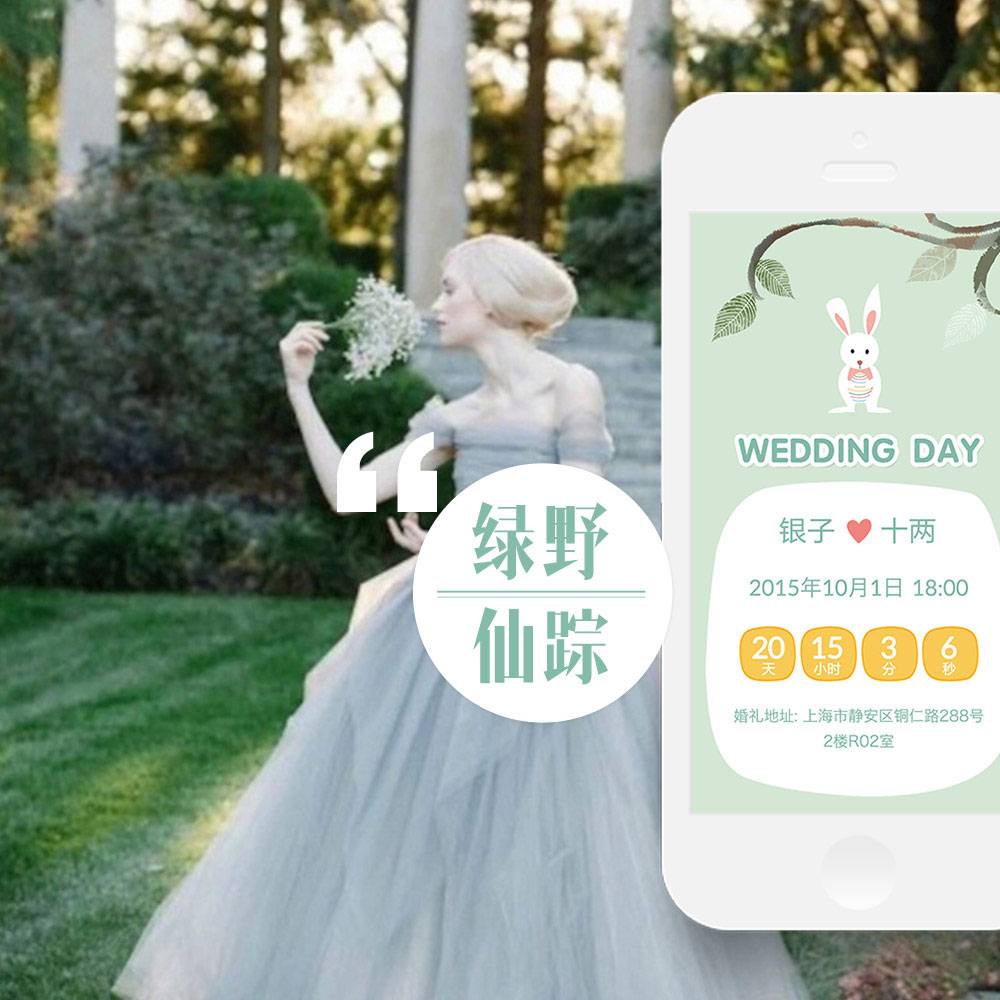 “
绿野
仙踪
WEDDING DAY
银子 ❤ 十两
2015年10月1日 18:00
20 15 3 6
天 小时 分 秒
婚礼地址: 上海市静安区铜仁路288号
2楼R02室